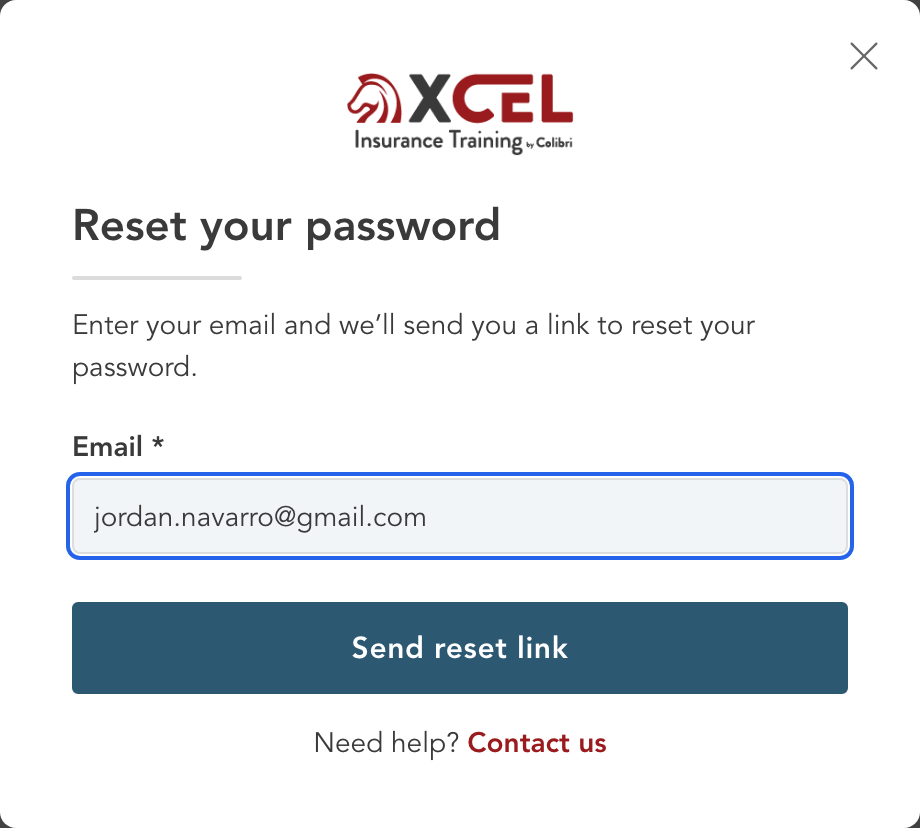 XCEL
Insurance Training by Colibri
Reset your password
Enter your email and we’ll send you a link to reset your
password.
Email *
jordan.navarro@gmail.com
Send reset link
Need help? Contact us